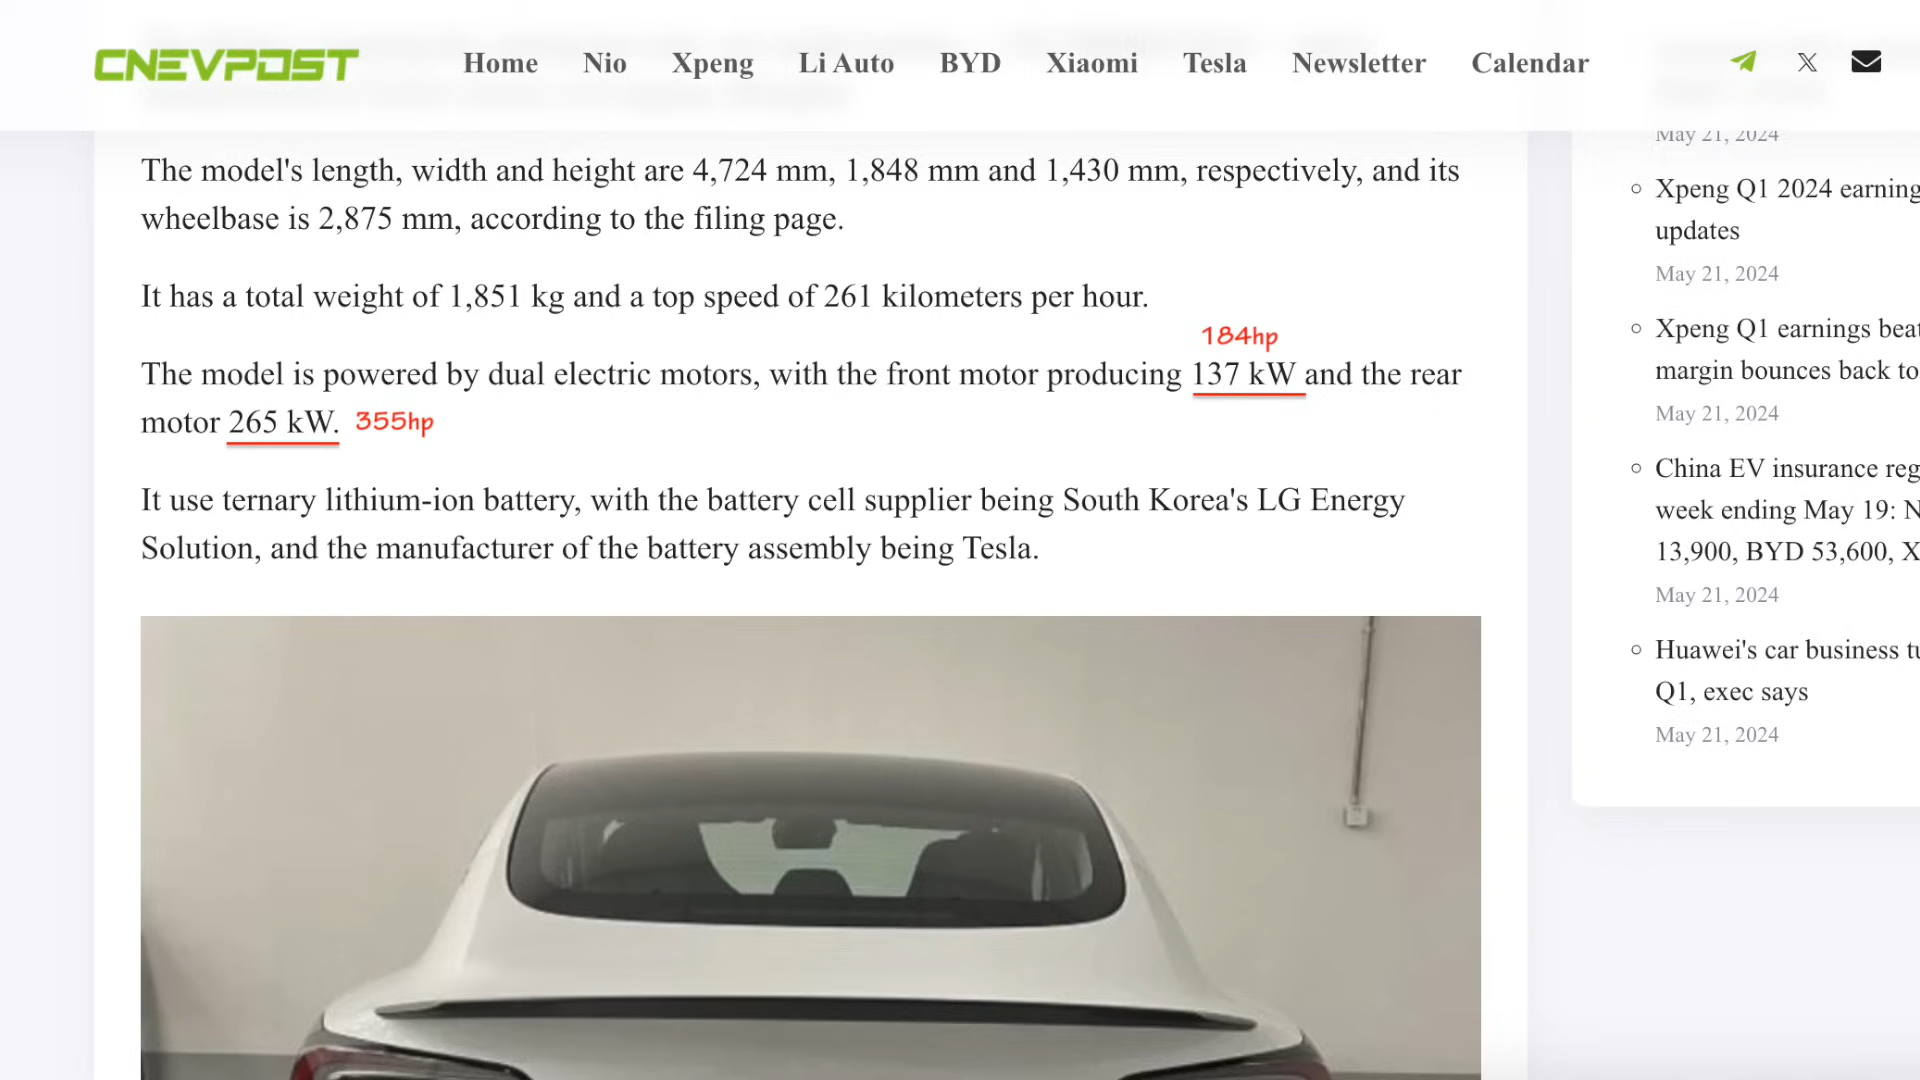 CNEVPOST Home Nio Xpeng Li Auto BYD Xiaomi Tesla Newsletter Calendar
The model's length, width and height are 4,724 mm, 1,848 mm and 1,430 mm, respectively, and its
wheelbase is 2,875 mm, according to the filing page.
It has a total weight of 1,851 kg and a top speed of 261 kilometers per hour.
184hp
The model is powered by dual electric motors, with the front motor producing 137 kW and the rear
motor 265 kW. 355hp
It use ternary lithium-ion battery, with the battery cell supplier being South Korea's LG Energy
Solution, and the manufacturer of the battery assembly being Tesla.
May 21, 2024
Xpeng Q1 2024 earning
updates
May 21, 2024
Xpeng Q1 earnings beat
margin bounces back to
May 21, 2024
China EV insurance reg
week ending May 19: N
13,900, BYD 53,600, X
May 21, 2024
Huawei's car business tu
Q1, exec says
May 21, 2024